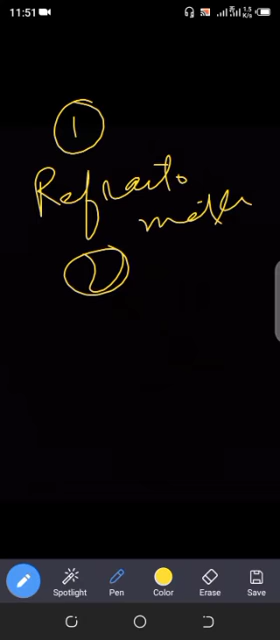 11:51
1
Refracto
meter
2
Spotlight
Pen
Color
Erase
Save